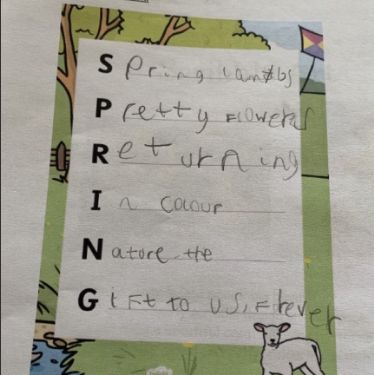 Spring lambs
Pretty Flowers
Returning
In colour
Nature the
Gift to us, Forever